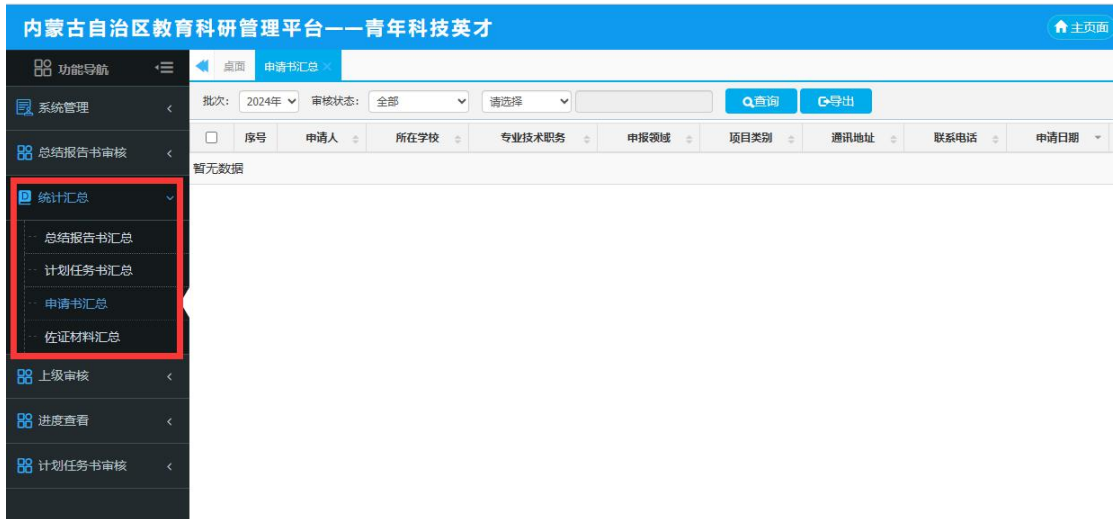 内蒙古自治区教育科研管理平台——青年科技英才
主页面
功能导航
桌面 申请书汇总
系统管理
批次: 2024年 审核状态: 全部 请选择 查询 导出
总结报告书审核
序号 申请人 所在学校 专业技术职务 申报领域 项目类别 通讯地址 联系电话 申请日期
暂无数据
统计汇总
总结报告书汇总
计划任务书汇总
申请书汇总
佐证材料汇总
上级审核
进度查看
计划任务书审核